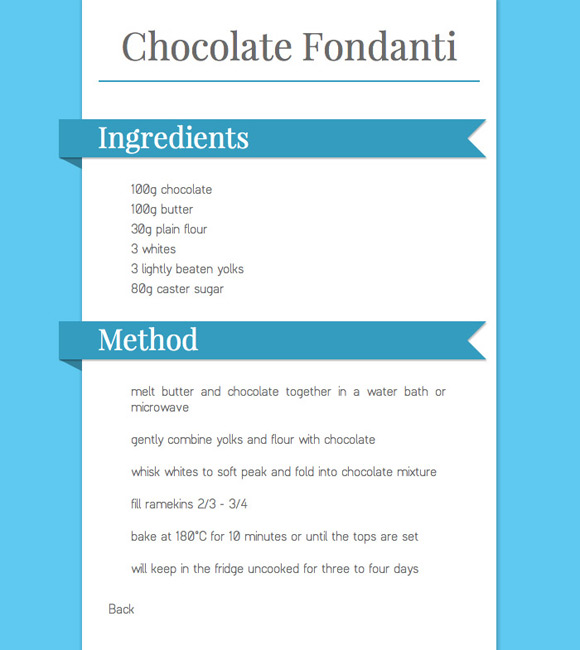 Chocolate Fondanti
Ingredients
100g chocolate
100g butter
30g plain flour
3 whites
3 lightly beaten yolks
80g caster sugar
Method
melt butter and chocolate together in a water bath or
microwave
gently combine yolks and flour with chocolate
whisk whites to soft peak and fold into chocolate mixture
fill ramekins 2/3 - 3/4
bake at 180°C for 10 minutes or until the tops are set
will keep in the fridge uncooked for three to four days
Back